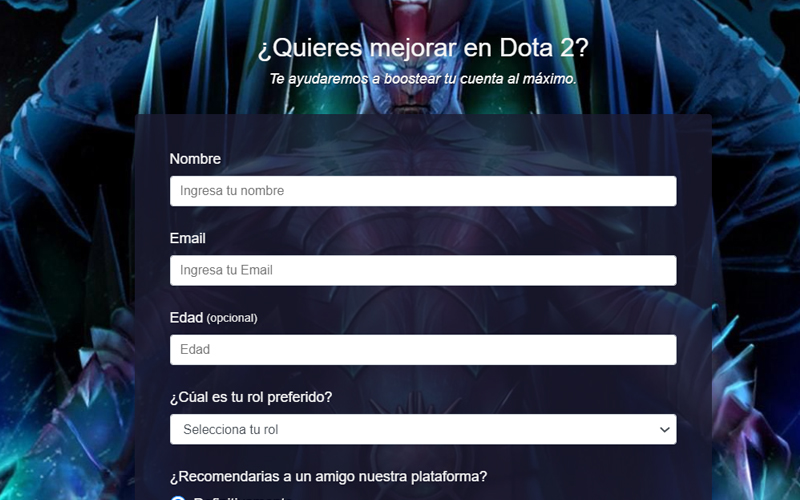 ¿Quieres mejorar en Dota 2?
Te ayudaremos a boostear tu cuenta al máximo.
Nombre
Ingresa tu nombre
Email
Ingresa tu Email
Edad (opcional)
Edad
¿Cúal es tu rol preferido?
Selecciona tu rol
¿Recomendarias a un amigo nuestra plataforma?